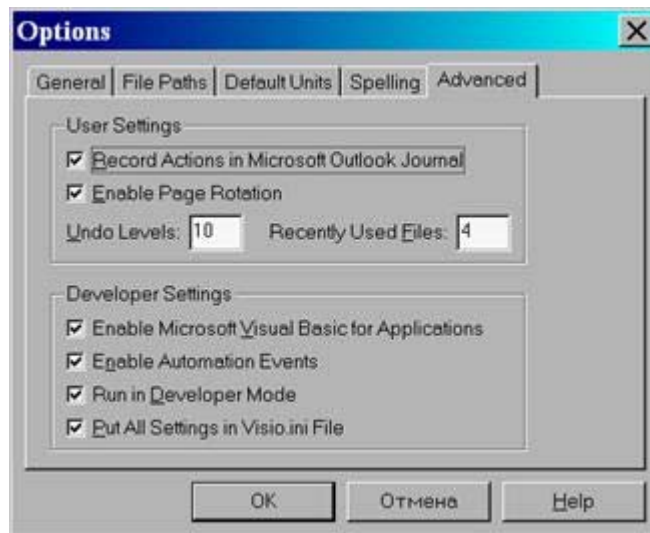 Options
General File Paths Default Units Spelling Advanced
User Settings
Record Actions in Microsoft Outlook Journal
Enable Page Rotation
Undo Levels: 10 Recently Used Files: 4
Developer Settings
Enable Microsoft Visual Basic for Applications
Enable Automation Events
Run in Developer Mode
Put All Settings in Visio.ini File
OK Отмена Help